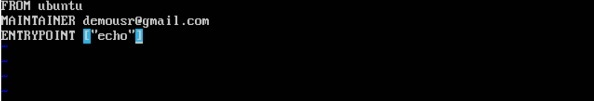 FROM ubuntu
MAINTAINER demousr@gmail.com
ENTRYPOINT ["echo"]
~
~
~